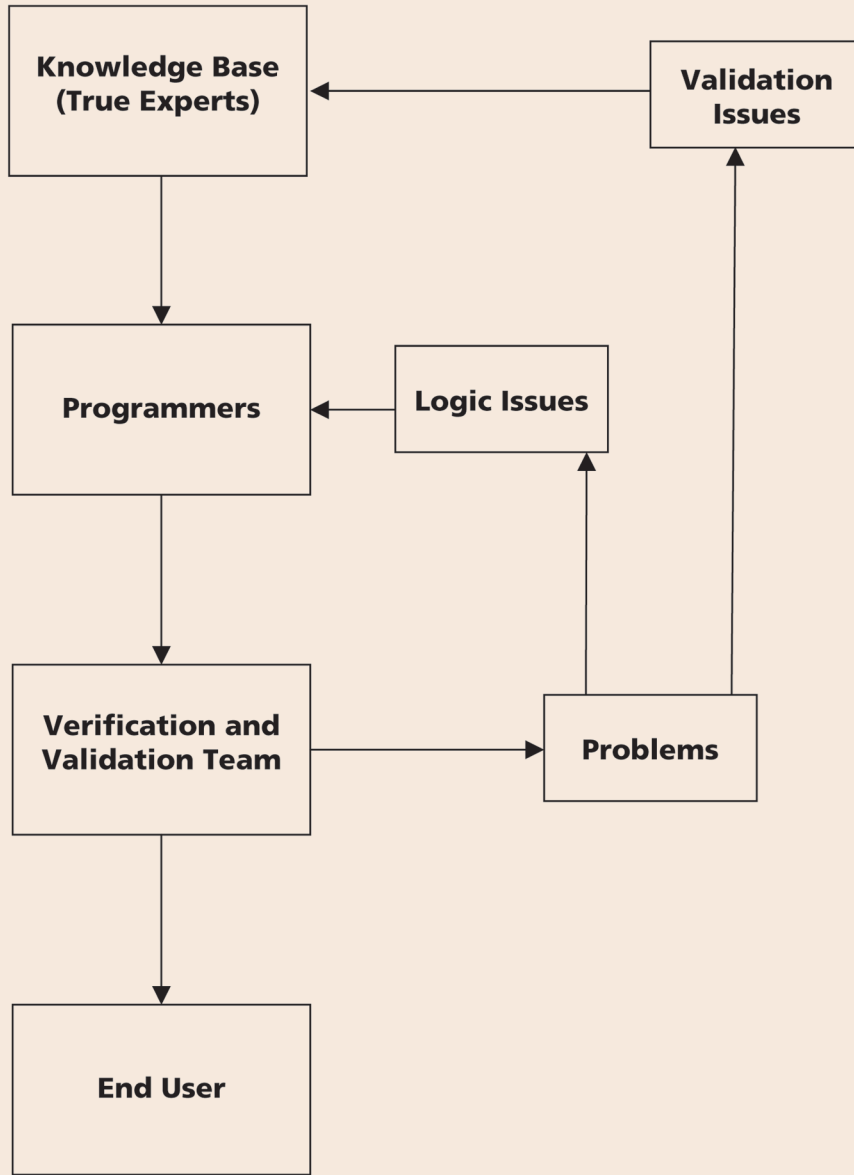 Knowledge Base
(True Experts)
Validation
Issues
Programmers
Logic Issues
Verification and
Validation Team
Problems
End User